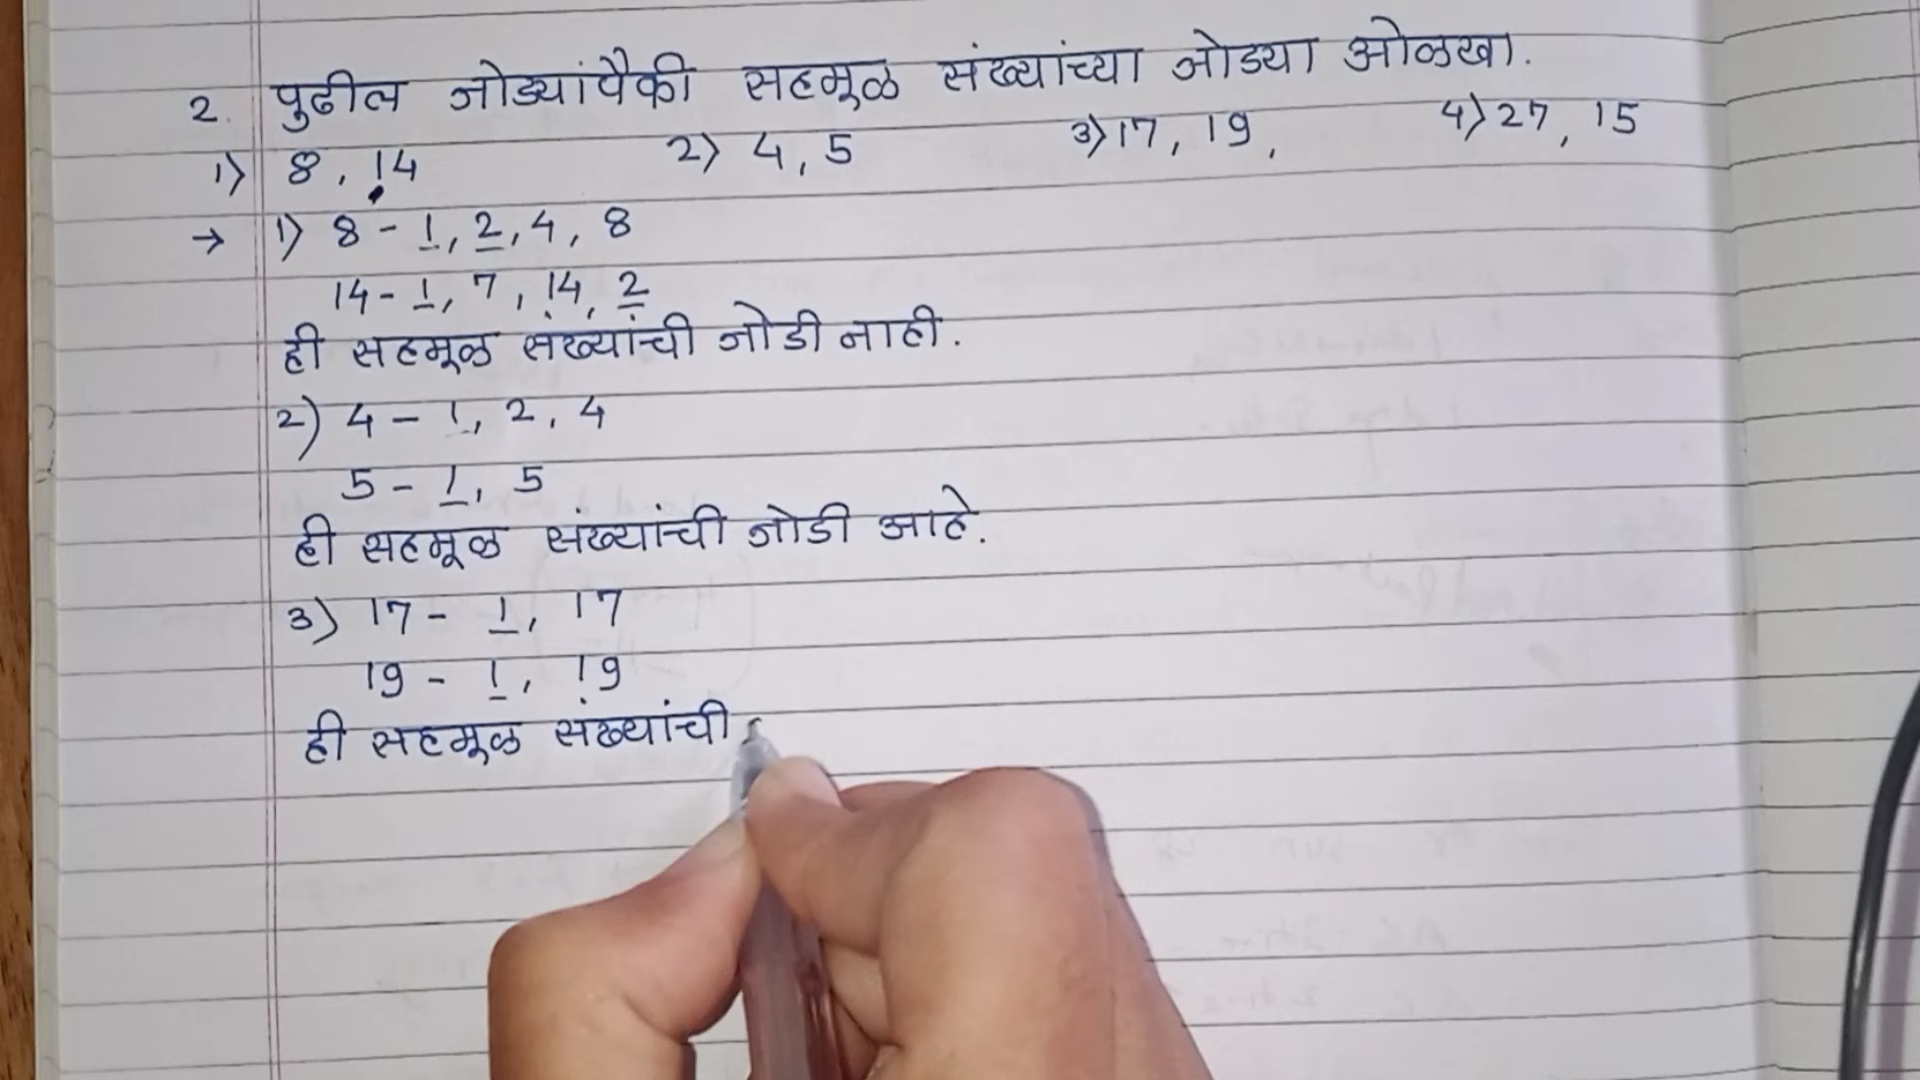 2. पुढील जोड्यांपैकी सहमूळ संख्यांच्या जोड्या ओळखा.
1) 8, 14 2) 4, 5 3) 17, 19, 4) 27, 15
→ 1) 8 - 1, 2, 4, 8
14 - 1, 7, 14, 2
ही सहमूळ संख्यांची जोडी नाही.
2) 4 - 1, 2, 4
5 - 1, 5
ही सहमूळ संख्यांची जोडी आहे.
3) 17 - 1, 17
19 - 1, 19
ही सहमूळ संख्यांची